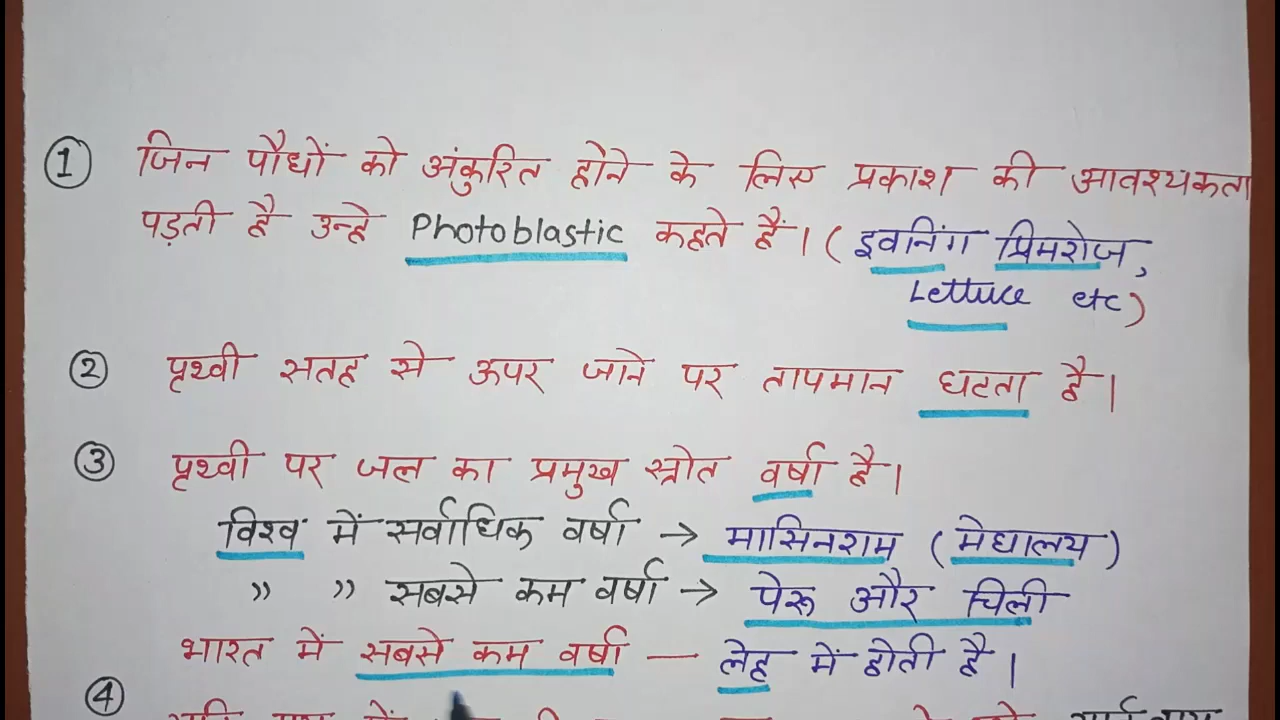 ① जिन पौधों को अंकुरित होने के लिए प्रकाश की आवश्यकता
पड़ती है उन्हे Photoblastic कहते हैं। (इवनिंग प्रिमरोज,
Lettuce etc)
② पृथ्वी सतह से ऊपर जाने पर तापमान घटता है।
③ पृथ्वी पर जल का प्रमुख स्त्रोत वर्षा है।
विश्व में सर्वाधिक वर्षा → मासिनराम (मेघालय)
” ” सबसे कम वर्षा → पेरू और चिली
भारत में सबसे कम वर्षा — लेह में होती है।
④